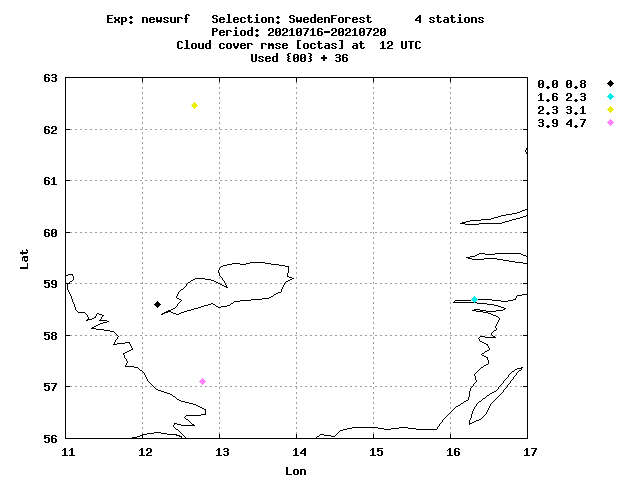 Exp: newsurf Selection: SwedenForest 4 stations
Period: 20210716-20210720
Cloud cover rmse [octas] at 12 UTC
Used {00} + 36
63
62
61
60
59
58
57
56
Lat
11 12 13 14 15 16 17
Lon
0.0 0.8
1.6 2.3
2.3 3.1
3.9 4.7